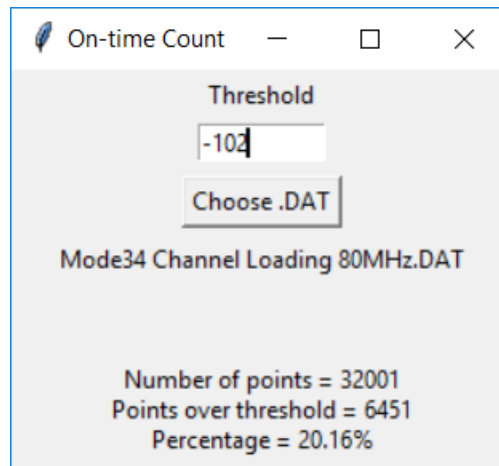 On-time Count
Threshold
-102
Choose .DAT
Mode34 Channel Loading 80MHz.DAT
Number of points = 32001
Points over threshold = 6451
Percentage = 20.16%